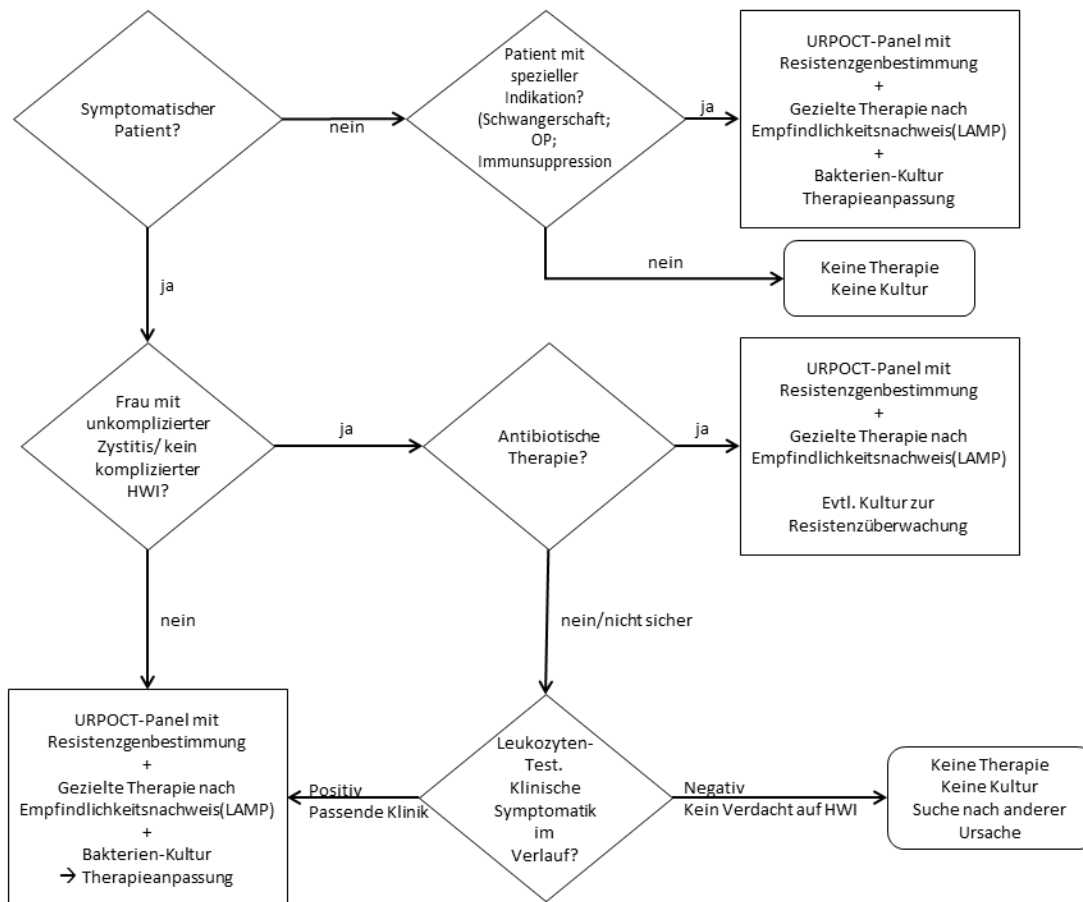 Symptomatischer
Patient?
nein
Patient mit
spezieller
Indikation?
(Schwangerschaft;
OP;
Immunsuppression
ja
URPOCT-Panel mit
Resistenzgenbestimmung
+
Gezielte Therapie nach
Empfindlichkeitsnachweis(LAMP)
+
Bakterien-Kultur
Therapieanpassung
nein
Keine Therapie
Keine Kultur
ja
Frau mit
unkomplizierter
Zystitis/ kein
komplizierter
HWI?
ja
Antibiotische
Therapie?
ja
URPOCT-Panel mit
Resistenzgenbestimmung
+
Gezielte Therapie nach
Empfindlichkeitsnachweis(LAMP)
Evtl. Kultur zur
Resistenzüberwachung
nein
nein/nicht sicher
URPOCT-Panel mit
Resistenzgenbestimmung
+
Gezielte Therapie nach
Empfindlichkeitsnachweis(LAMP)
+
Bakterien-Kultur
→ Therapieanpassung
Positiv
Passende Klinik
Leukozyten-
Test.
Klinische
Symptomatik
im
Verlauf?
Negativ
Kein Verdacht auf HWI
Keine Therapie
Keine Kultur
Suche nach anderer
Ursache